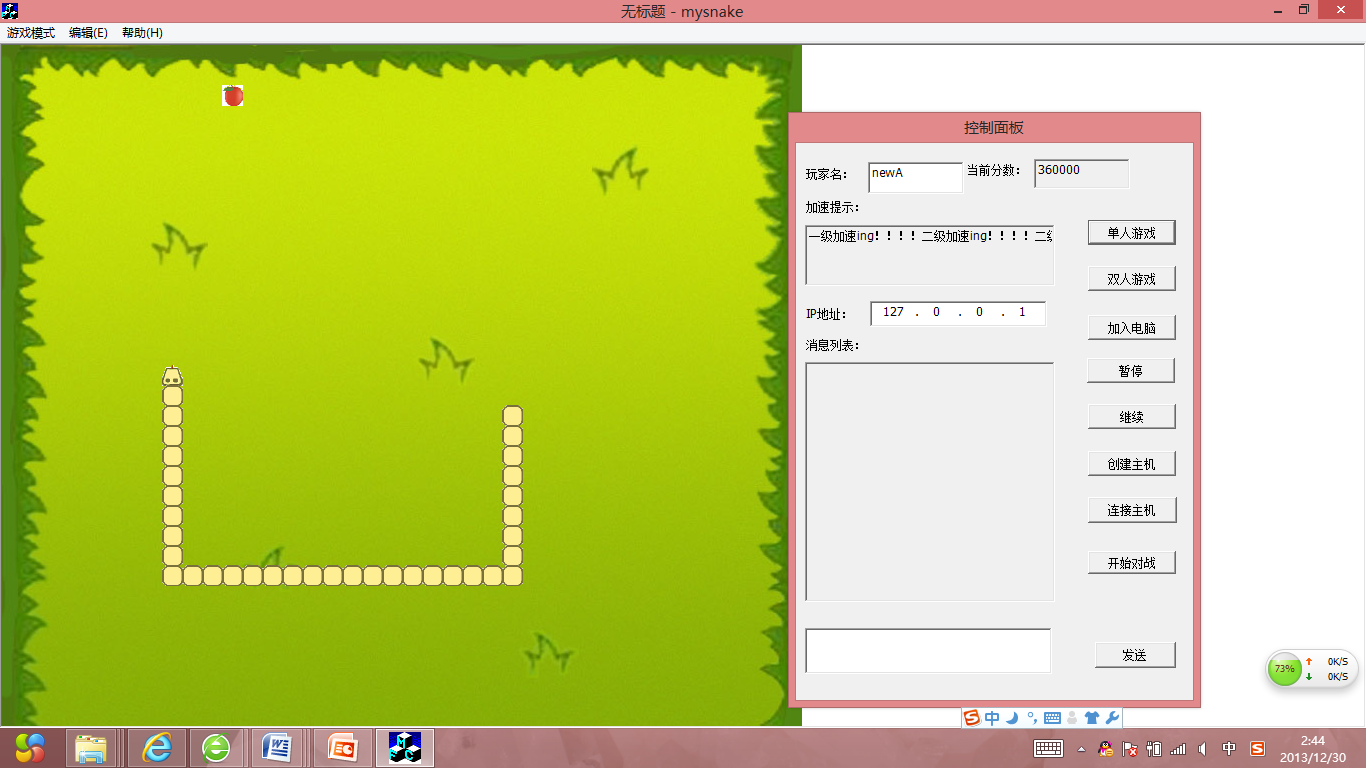 无标题 - mysnake
游戏模式 编辑(E) 帮助(H)
控制面板
玩家名: newA 当前分数: 360000
加速提示:
一级加速ing!!!!二级加速ing!!!!二级
单人游戏
双人游戏
IP地址: 127 . 0 . 0 . 1
加入电脑
消息列表:
暂停
继续
创建主机
连接主机
开始对战
发送
73% 0K/S
0K/S
中
中
2:44
2013/12/30